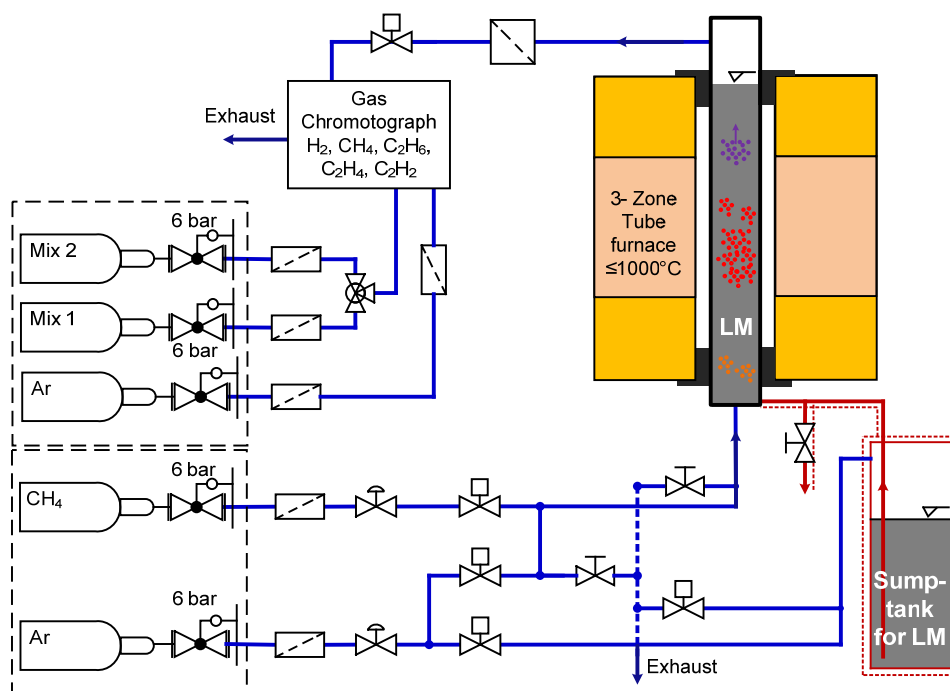 Exhaust
Gas
Chromotograph
H₂, CH₄, C₂H₆,
C₂H₄, C₂H₂
3- Zone
Tube
furnace
≤1000°C
LM
6 bar
Mix 2
Mix 1
6 bar
Ar
6 bar
CH₄
6 bar
Ar
Sump-
tank
for LM
Exhaust